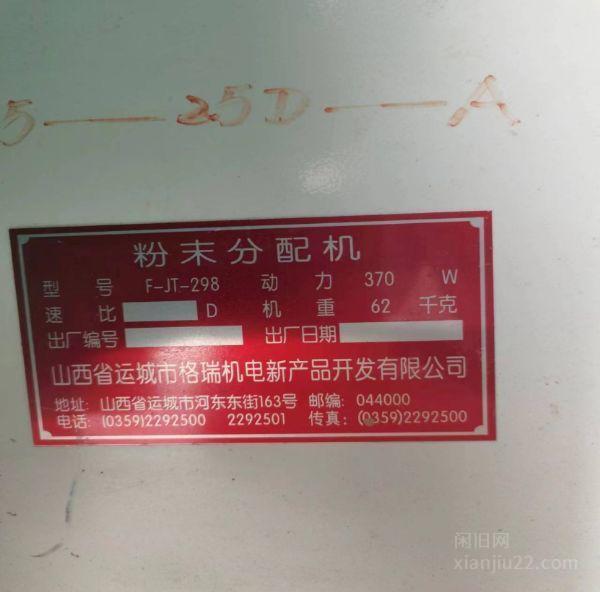 5——25D——A
粉末分配机
型 号 F-JT-298 动 力 370 W
速 比 D 机 重 62 千克
出厂编号 出厂日期
山西省运城市格瑞机电新产品开发有限公司
地址: 山西省运城市河东东街163号 邮编: 044000
电话: (0359)2292500 2292501 传真: (0359)2292500
闲旧网
xianjiu22.com